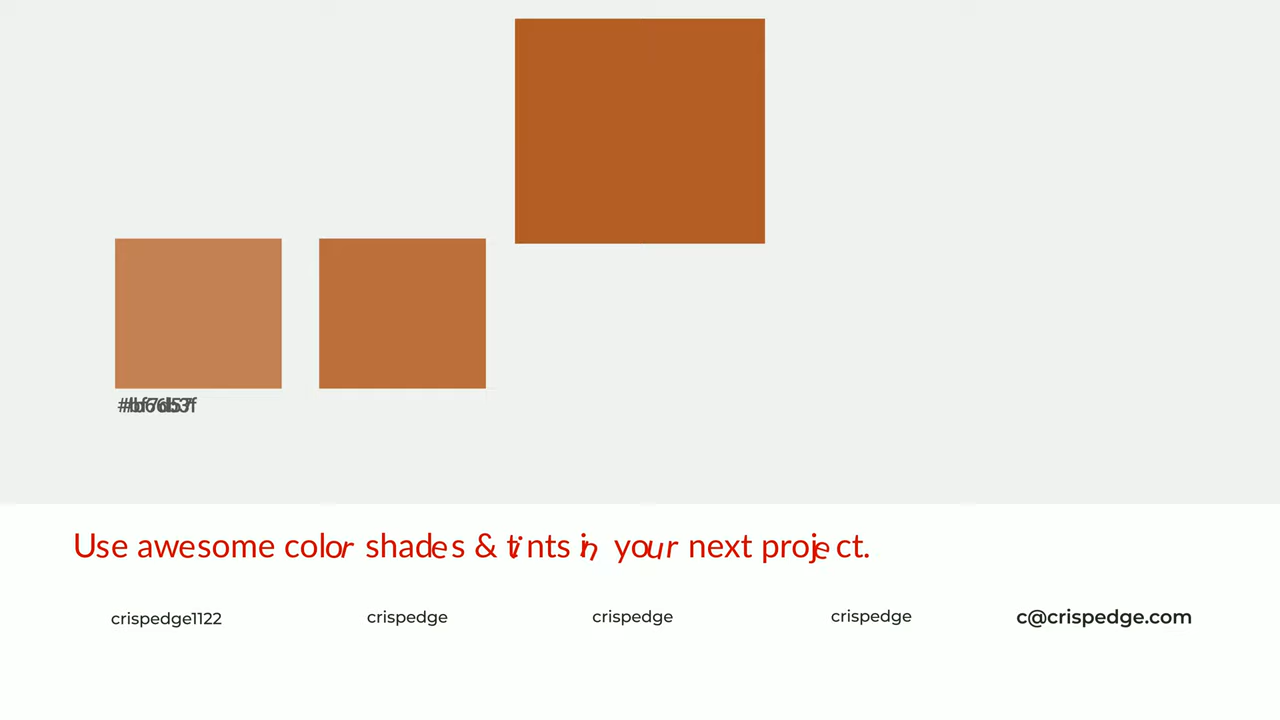 Use awesome color shades & tints in your next project.
crispedge1122 crispedge crispedge crispedge c@crispedge.com